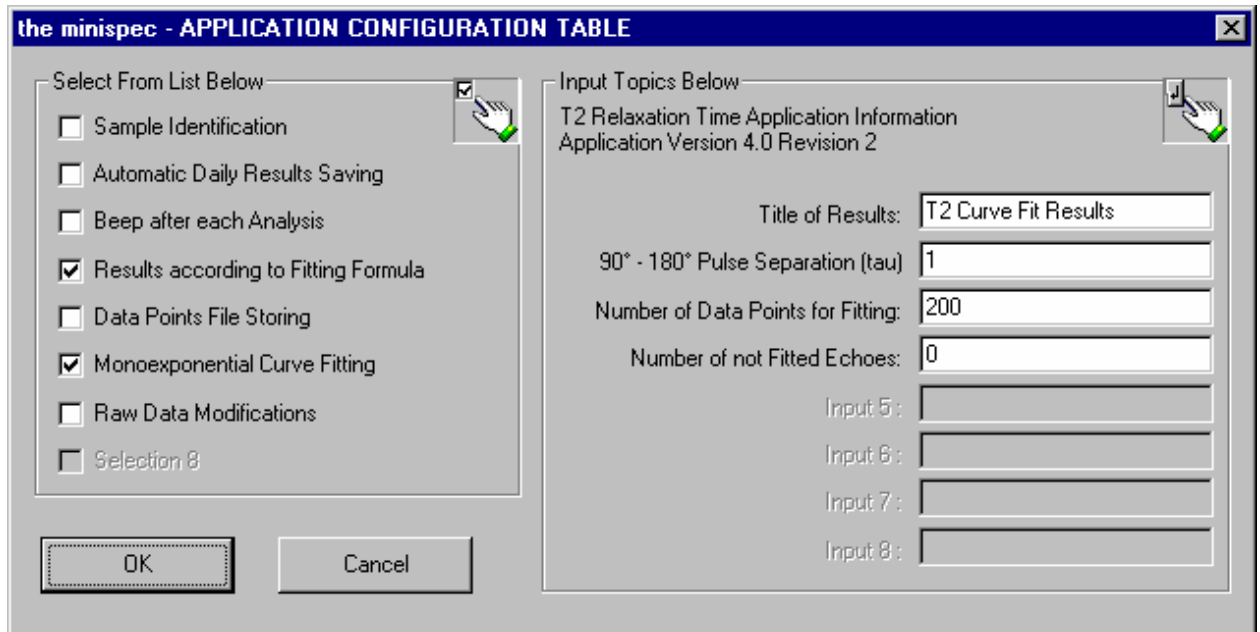 the minispec - APPLICATION CONFIGURATION TABLE
Select From List Below
Sample Identification
Automatic Daily Results Saving
Beep after each Analysis
Results according to Fitting Formula
Data Points File Storing
Monoexponential Curve Fitting
Raw Data Modifications
Selection 8
OK
Cancel
Input Topics Below
T2 Relaxation Time Application Information
Application Version 4.0 Revision 2
Title of Results: T2 Curve Fit Results
90° - 180° Pulse Separation (tau) 1
Number of Data Points for Fitting: 200
Number of not Fitted Echoes: 0
Input 5 :
Input 6 :
Input 7 :
Input 8 :